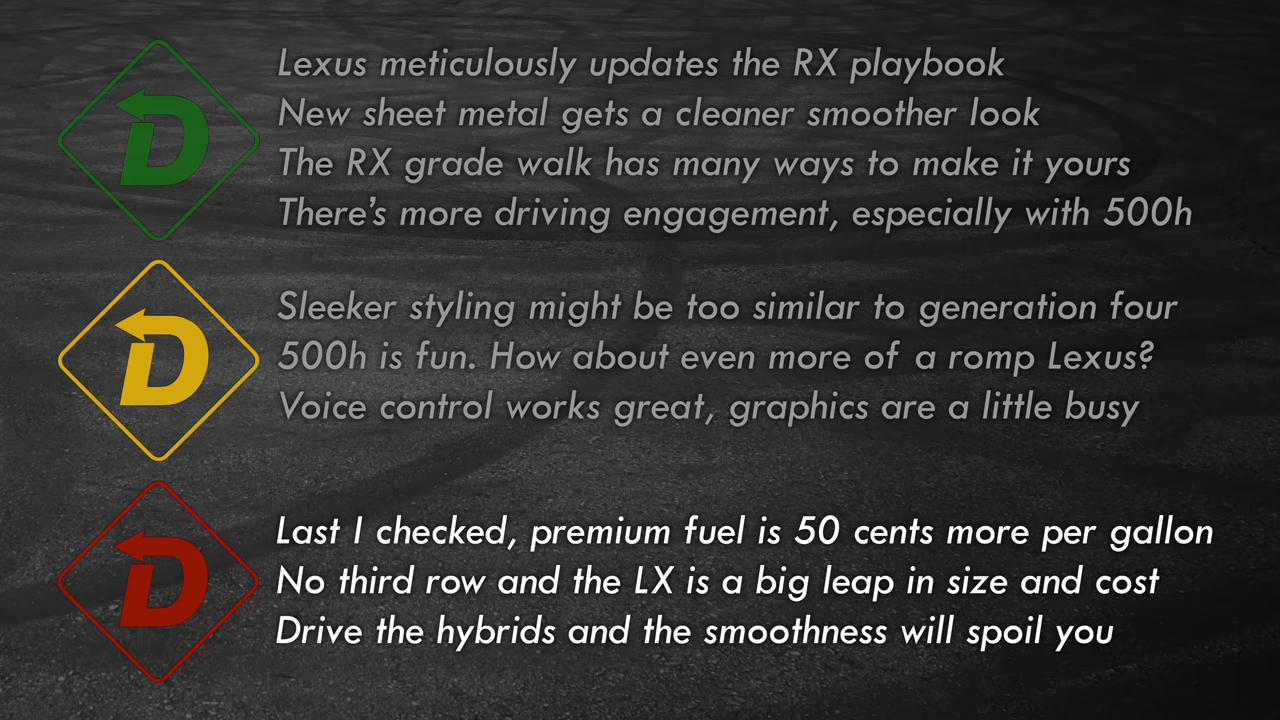 D
Lexus meticulously updates the RX playbook
New sheet metal gets a cleaner smoother look
The RX grade walk has many ways to make it yours
There's more driving engagement, especially with 500h
D
Sleeker styling might be too similar to generation four
500h is fun. How about even more of a romp Lexus?
Voice control works great, graphics are a little busy
D
Last I checked, premium fuel is 50 cents more per gallon
No third row and the LX is a big leap in size and cost
Drive the hybrids and the smoothness will spoil you